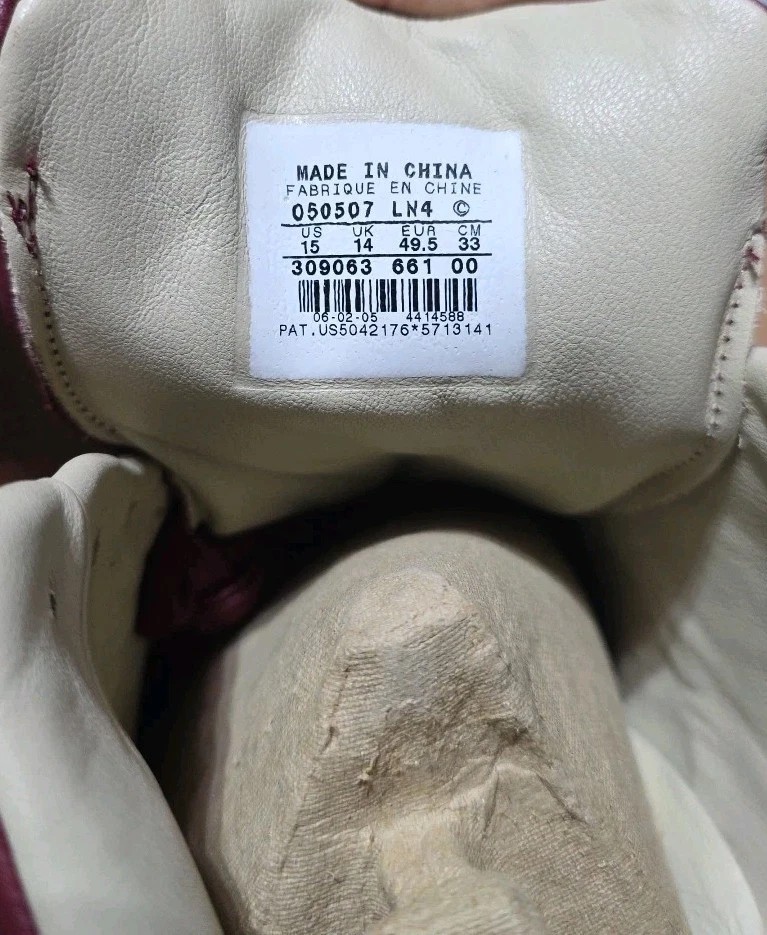 MADE IN CHINA
FABRIQUE EN CHINE
050507 LN4 ©
US UK EUR CM
15 14 49.5 33
309063 661 00
06-02-05 4414588
PAT.US5042176*5713141